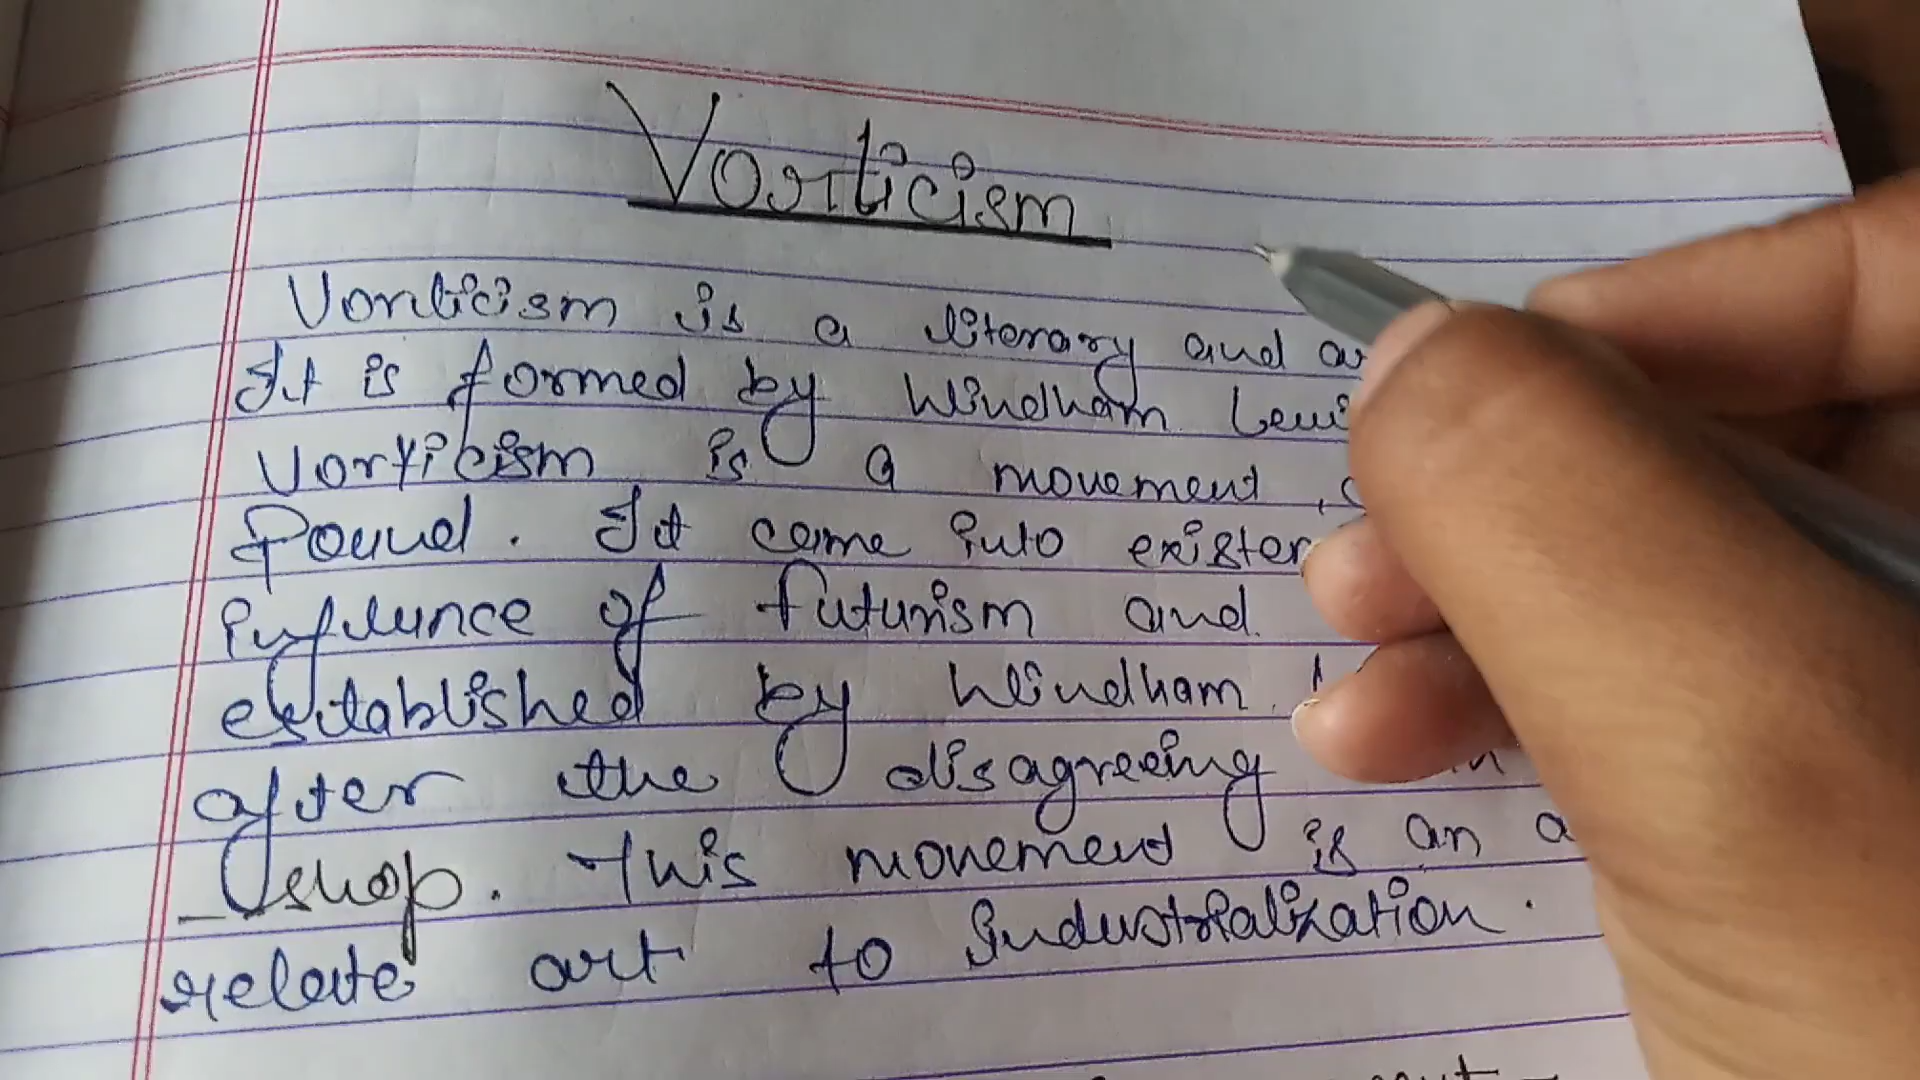 Vorticism
Vorticism is a literary and
It is formed by Windham
Vorticism is a movement,
Pound. It came into
influnce of futurism and
established by Windham
after the disagreeing
shop. This movement is an
relate art to Industrialization.